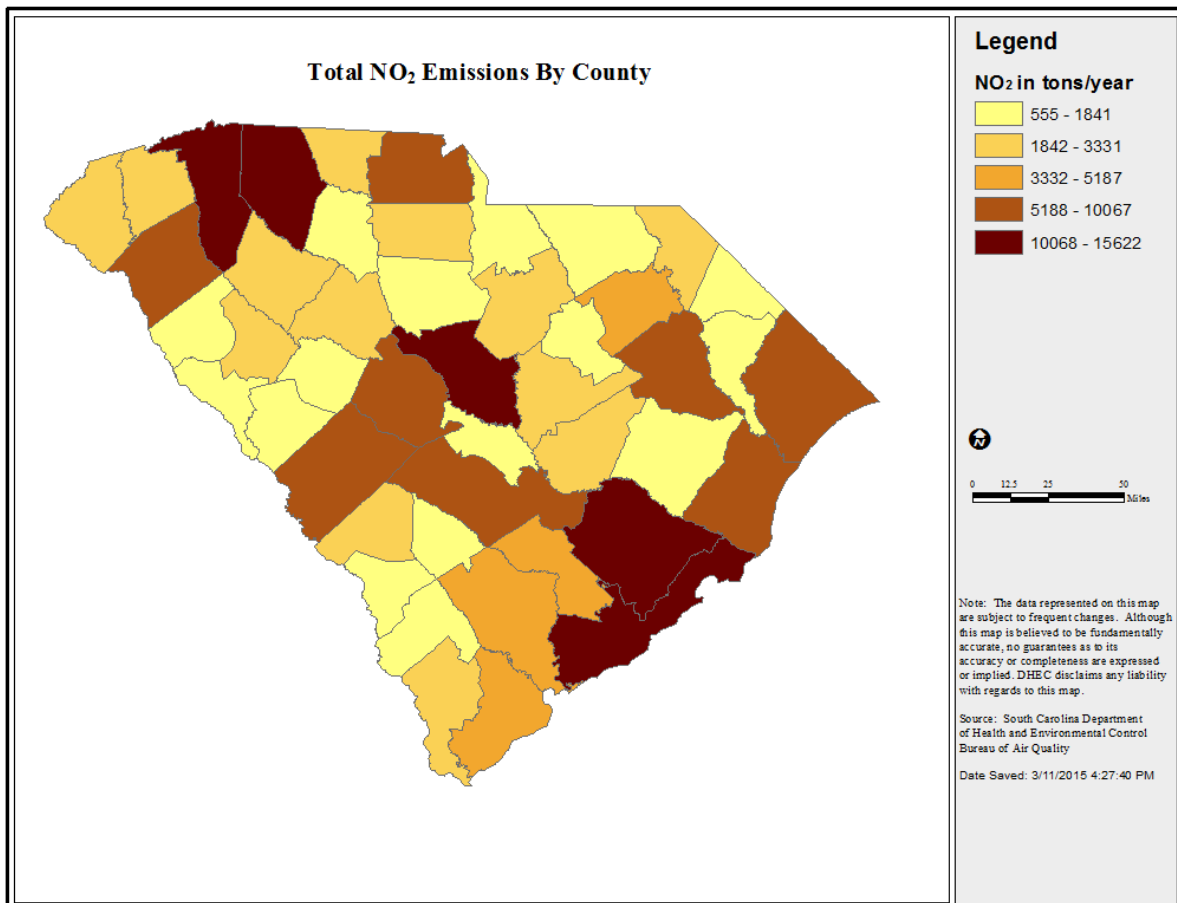 Total NO₂ Emissions By County
Legend
NO₂ in tons/year
555 - 1841
1842 - 3331
3332 - 5187
5188 - 10067
10068 - 15622
N
0 12.5 25 50
Miles
Note: The data represented on this map
are subject to frequent changes. Although
this map is believed to be fundamentally
accurate, no guarantees as to its
accuracy or completeness are expressed
or implied. DHEC disclaims any liability
with regards to this map.
Source: South Carolina Department
of Health and Environmental Control
Bureau of Air Quality
Date Saved: 3/11/2015 4:27:40 PM